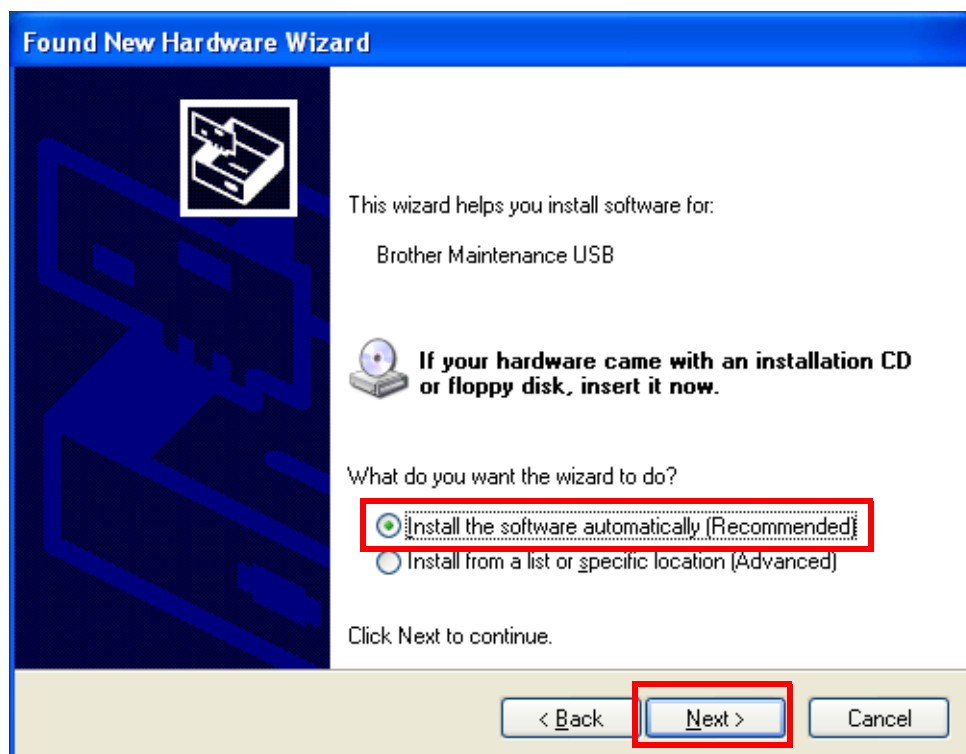 Found New Hardware Wizard
This wizard helps you install software for:
Brother Maintenance USB
If your hardware came with an installation CD
or floppy disk, insert it now.
What do you want the wizard to do?
Install the software automatically (Recommended)
Install from a list or specific location (Advanced)
Click Next to continue.
< Back
Next >
Cancel